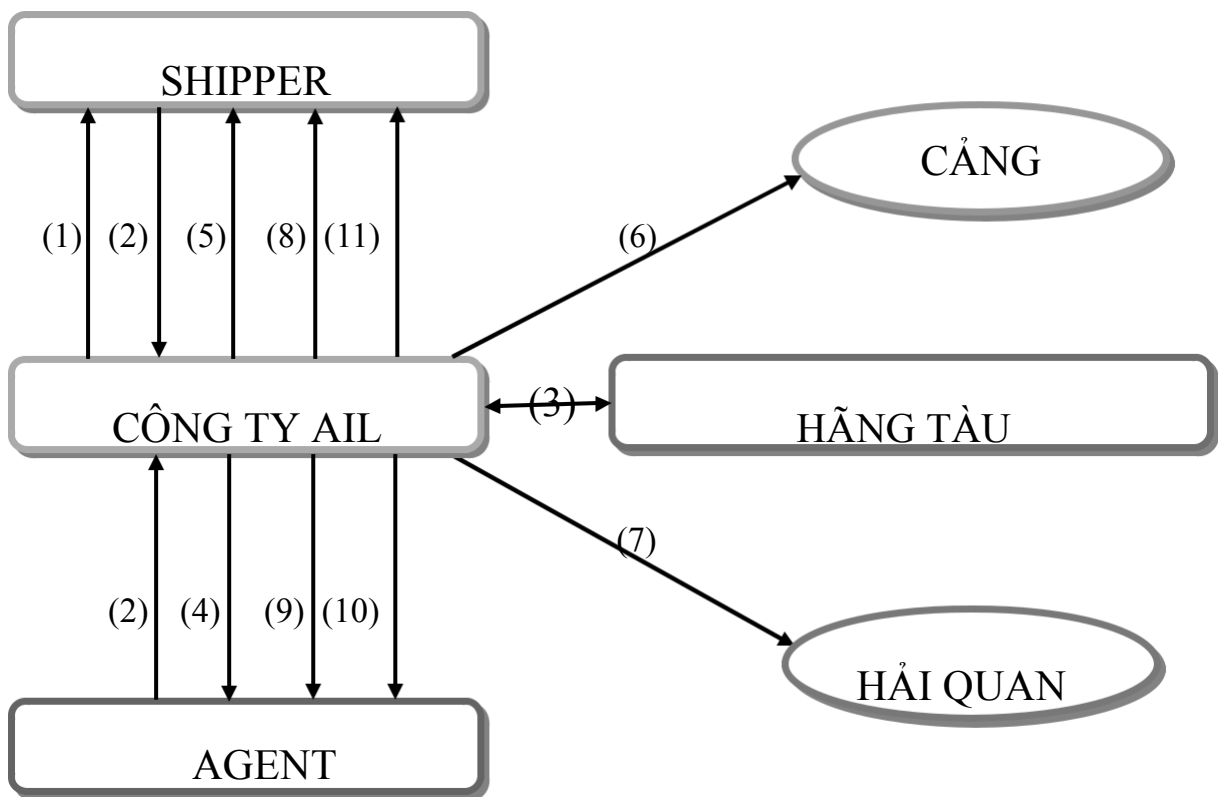 SHIPPER
CẢNG
(1) (2) (5) (8) (11)
(6)
CÔNG TY AIL
(3)
HÃNG TÀU
(7)
(2) (4) (9) (10)
HẢI QUAN
AGENT